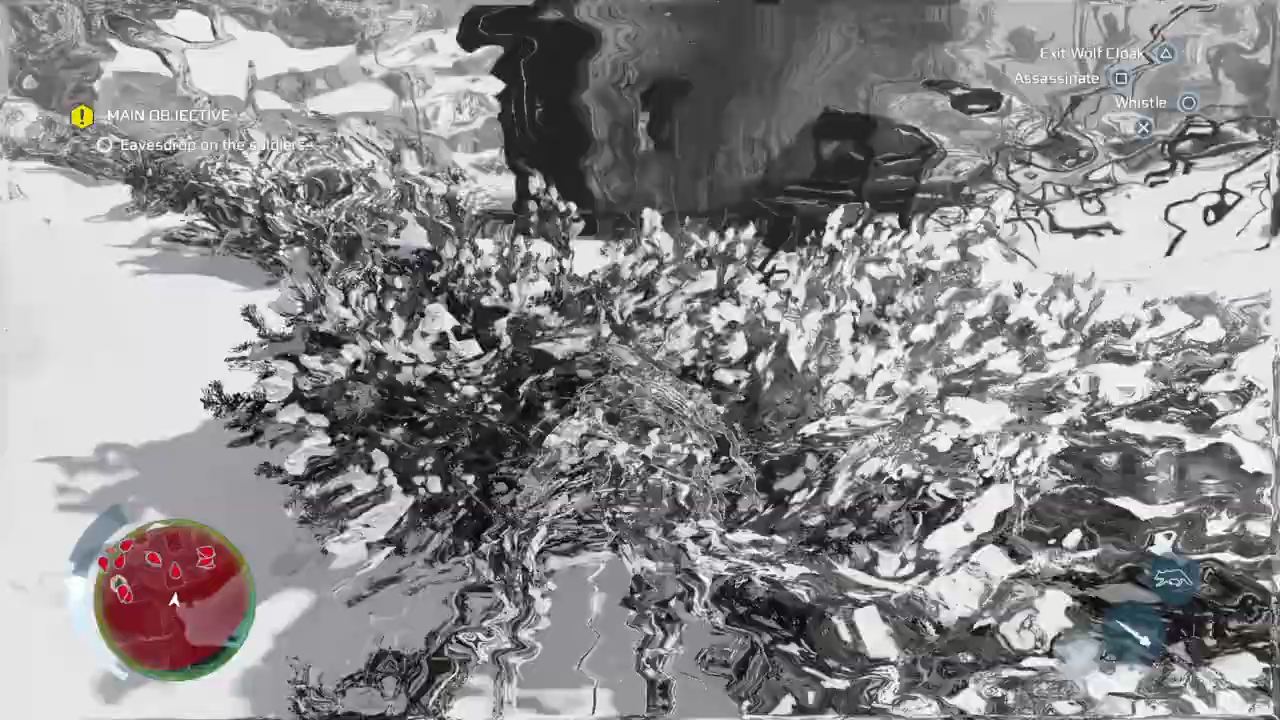 Exit Wolf Cloak
Assassinate
MAIN OBJECTIVE
Whistle
Eavesdrop on the soldiers